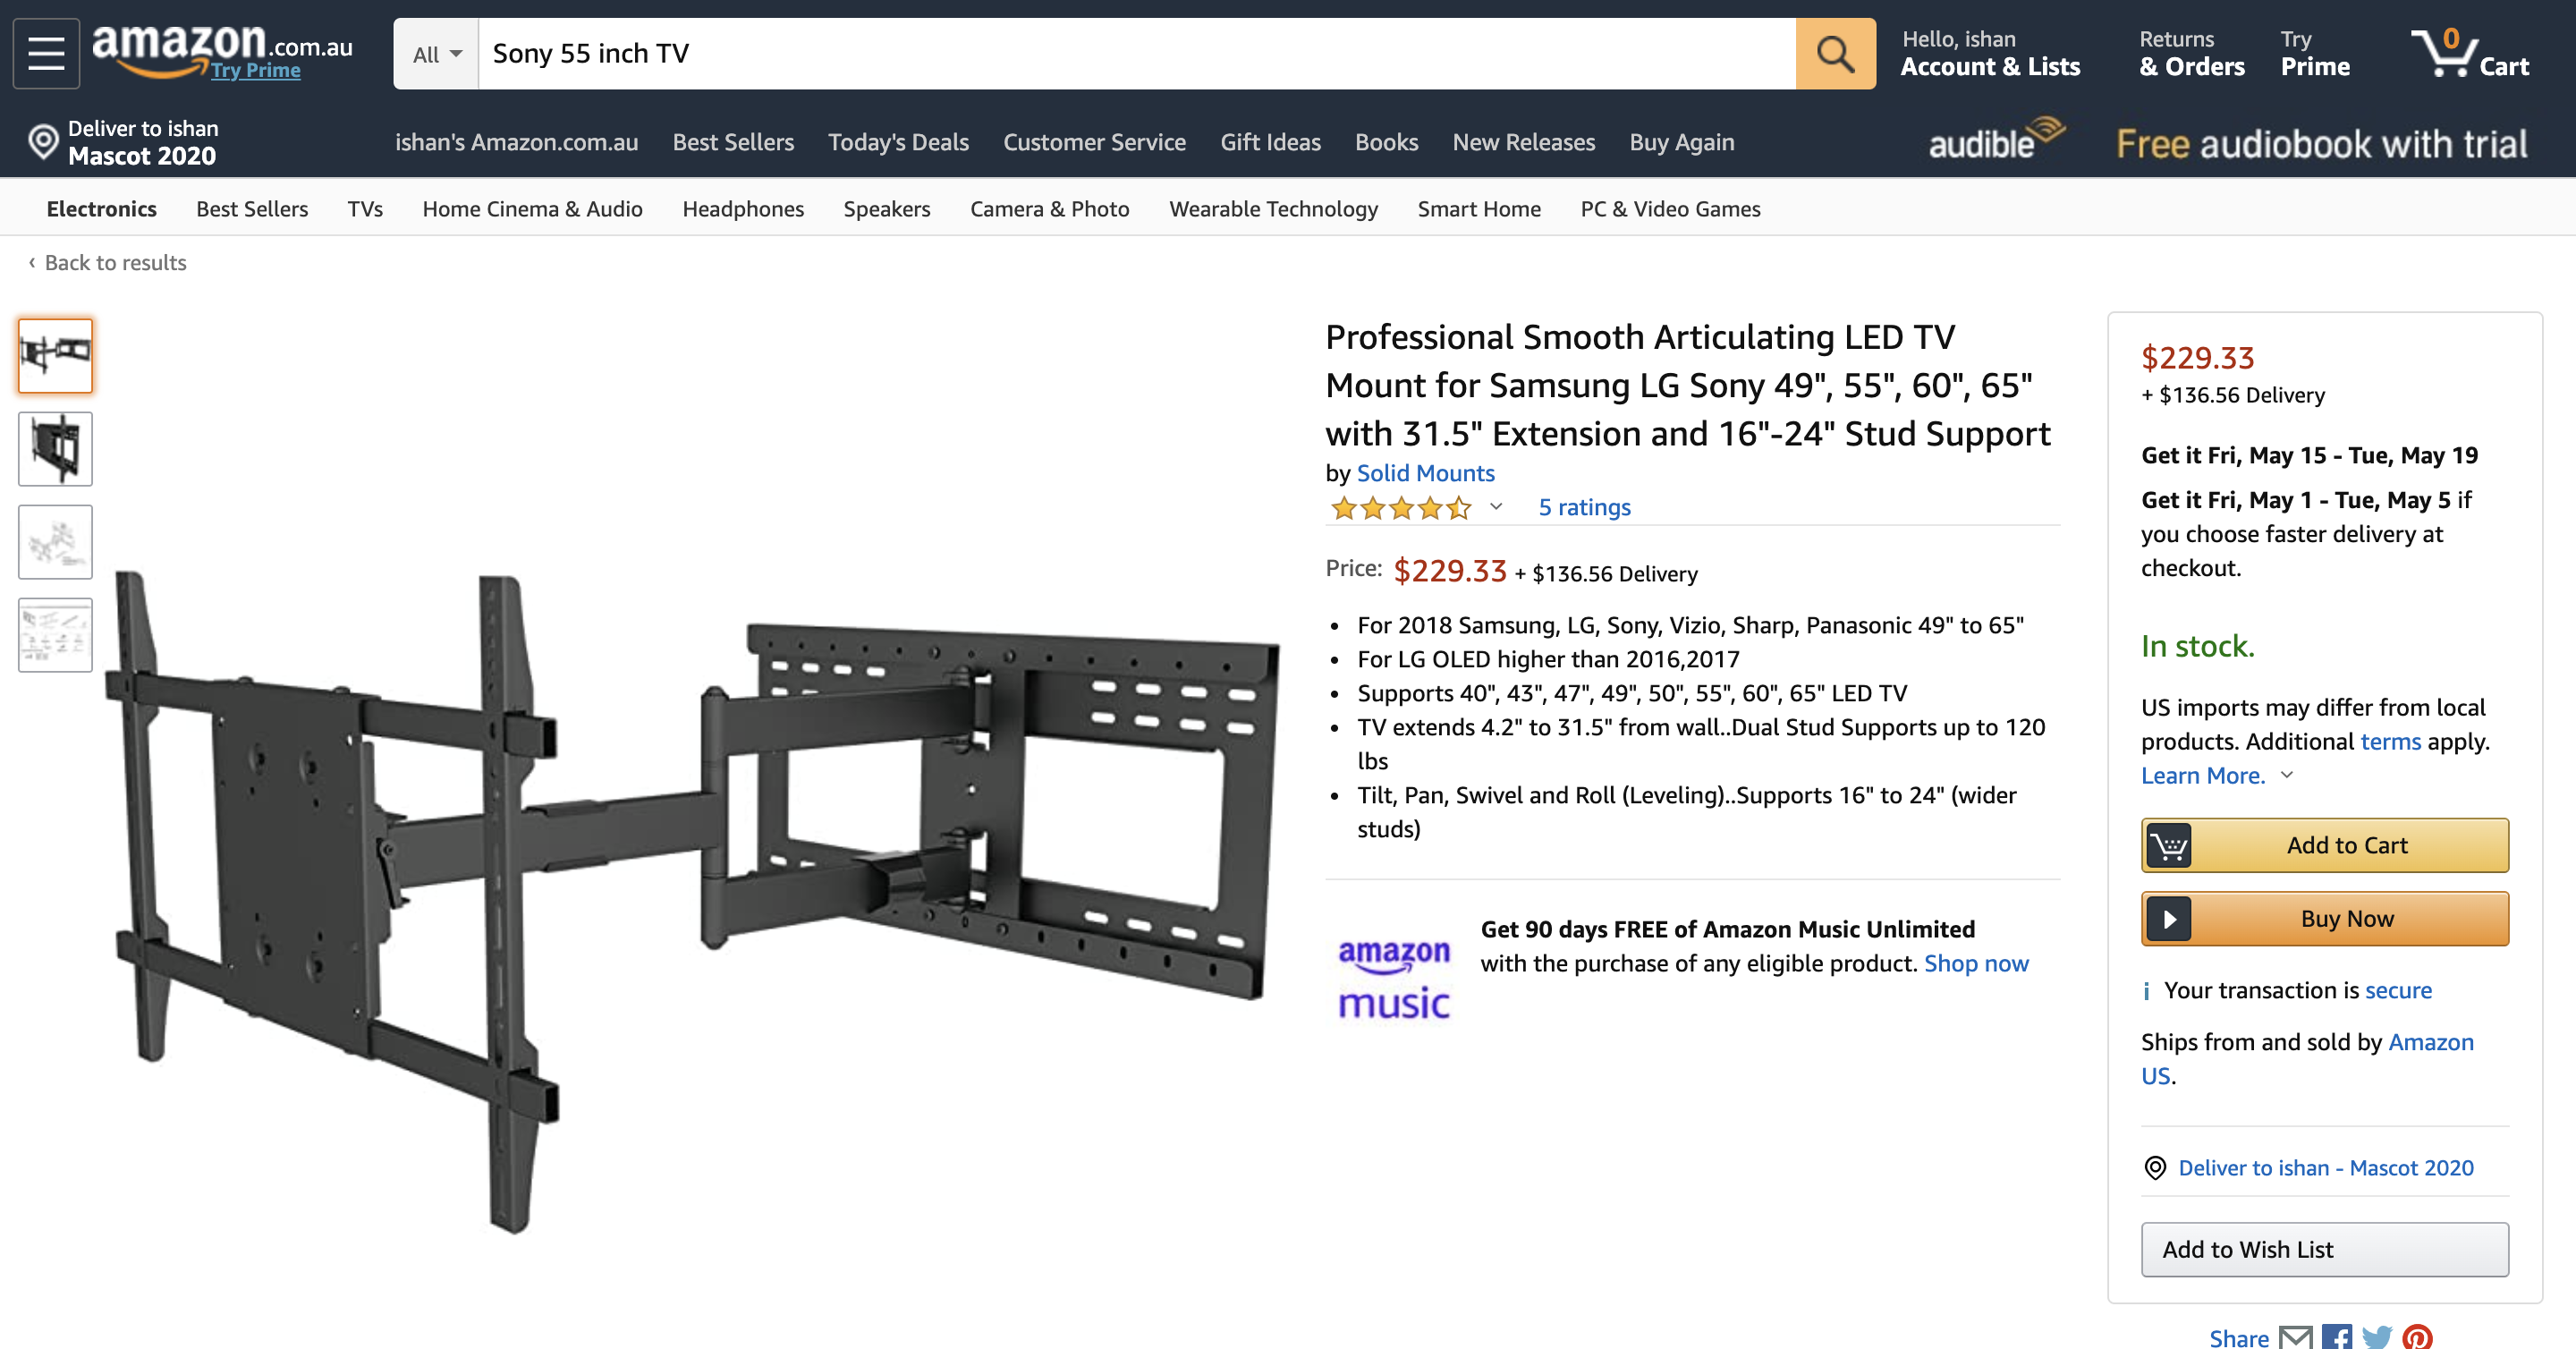 amazon.com.au
Try Prime
All
Sony 55 inch TV
Hello, ishan
Account & Lists
Returns
& Orders
Try
Prime
0
Cart
Deliver to ishan
Mascot 2020
ishan's Amazon.com.au Best Sellers Today's Deals Customer Service Gift Ideas Books New Releases Buy Again
audible Free audiobook with trial
Electronics Best Sellers TVs Home Cinema & Audio Headphones Speakers Camera & Photo Wearable Technology Smart Home PC & Video Games
‹ Back to results
Professional Smooth Articulating LED TV
Mount for Samsung LG Sony 49", 55", 60", 65"
with 31.5" Extension and 16"-24" Stud Support
by Solid Mounts
5 ratings
Price: $229.33 + $136.56 Delivery
• For 2018 Samsung, LG, Sony, Vizio, Sharp, Panasonic 49" to 65"
• For LG OLED higher than 2016,2017
• Supports 40", 43", 47", 49", 50", 55", 60", 65" LED TV
• TV extends 4.2" to 31.5" from wall..Dual Stud Supports up to 120
lbs
• Tilt, Pan, Swivel and Roll (Leveling)..Supports 16" to 24" (wider
studs)
amazon
music
Get 90 days FREE of Amazon Music Unlimited
with the purchase of any eligible product. Shop now
$229.33
+ $136.56 Delivery
Get it Fri, May 15 - Tue, May 19
Get it Fri, May 1 - Tue, May 5 if
you choose faster delivery at
checkout.
In stock.
US imports may differ from local
products. Additional terms apply.
Learn More.
Add to Cart
Buy Now
Your transaction is secure
Ships from and sold by Amazon
US.
Deliver to ishan - Mascot 2020
Add to Wish List
Share